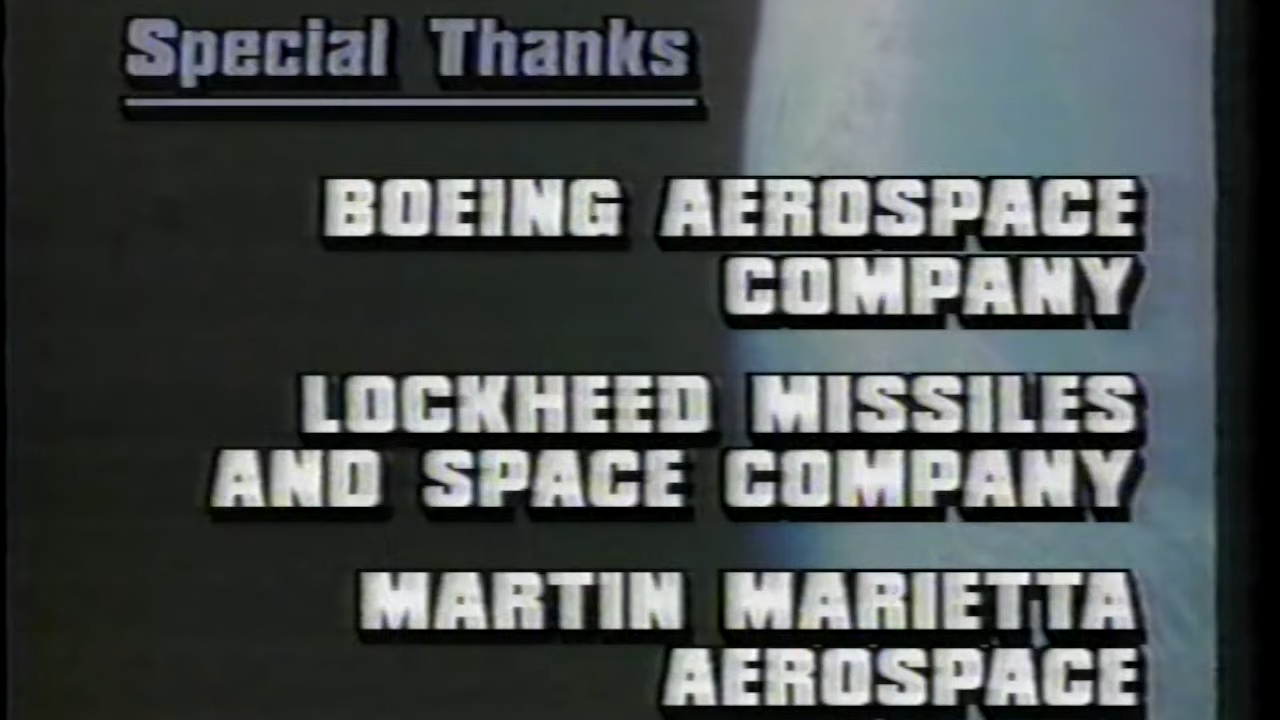 Special Thanks
BOEING AEROSPACE
COMPANY
LOCKHEED MISSILES
AND SPACE COMPANY
MARTIN MARIETTA
AEROSPACE